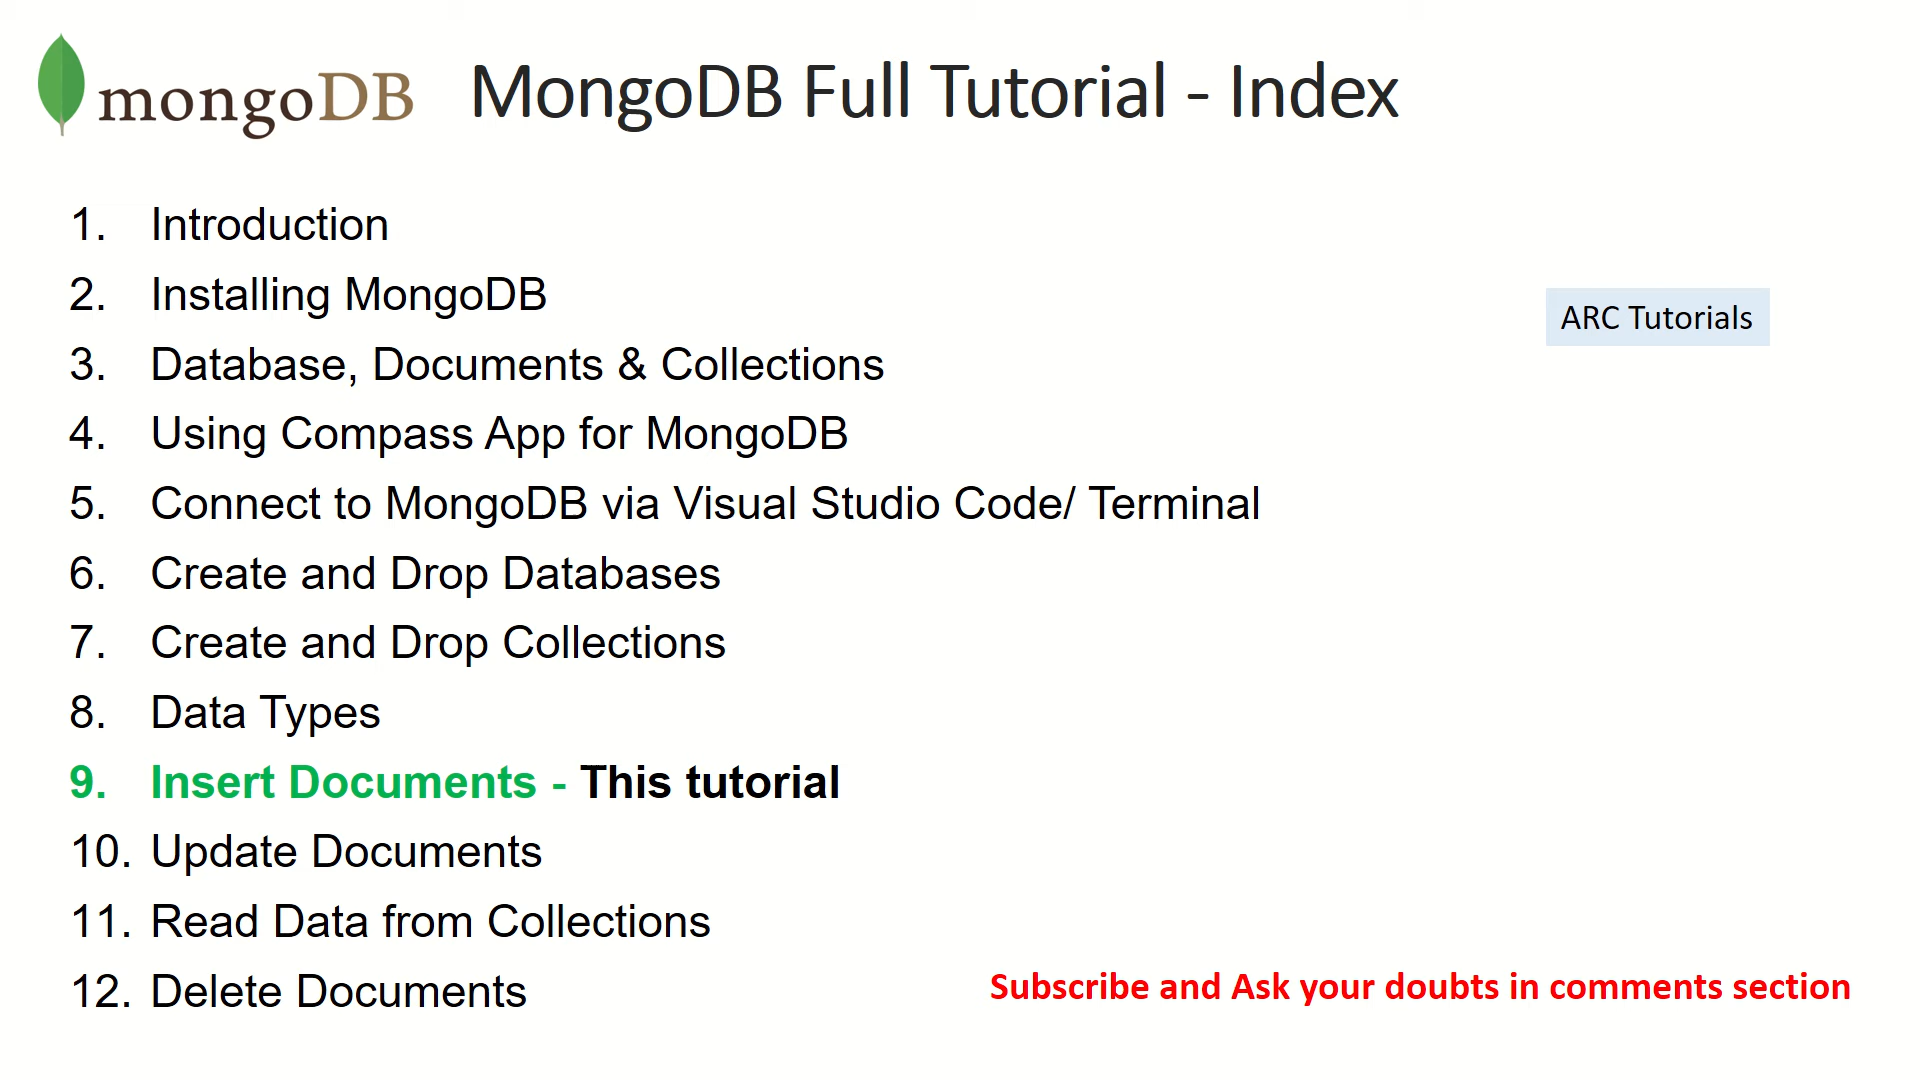 mongoDB
MongoDB Full Tutorial - Index
1. Introduction
2. Installing MongoDB
3. Database, Documents & Collections
4. Using Compass App for MongoDB
5. Connect to MongoDB via Visual Studio Code/ Terminal
6. Create and Drop Databases
7. Create and Drop Collections
8. Data Types
9. Insert Documents - This tutorial
10. Update Documents
11. Read Data from Collections
12. Delete Documents
ARC Tutorials
Subscribe and Ask your doubts in comments section